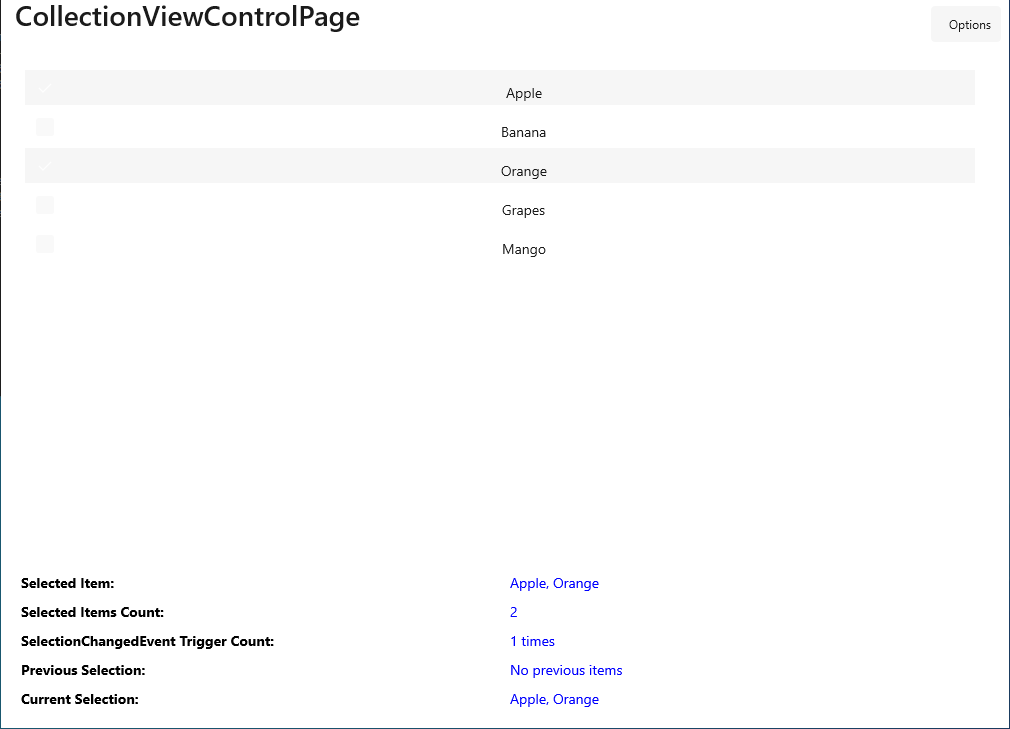 CollectionViewControlPage
Options
Apple
Banana
Orange
Grapes
Mango
Selected Item: Apple, Orange
Selected Items Count: 2
SelectionChangedEvent Trigger Count: 1 times
Previous Selection: No previous items
Current Selection: Apple, Orange